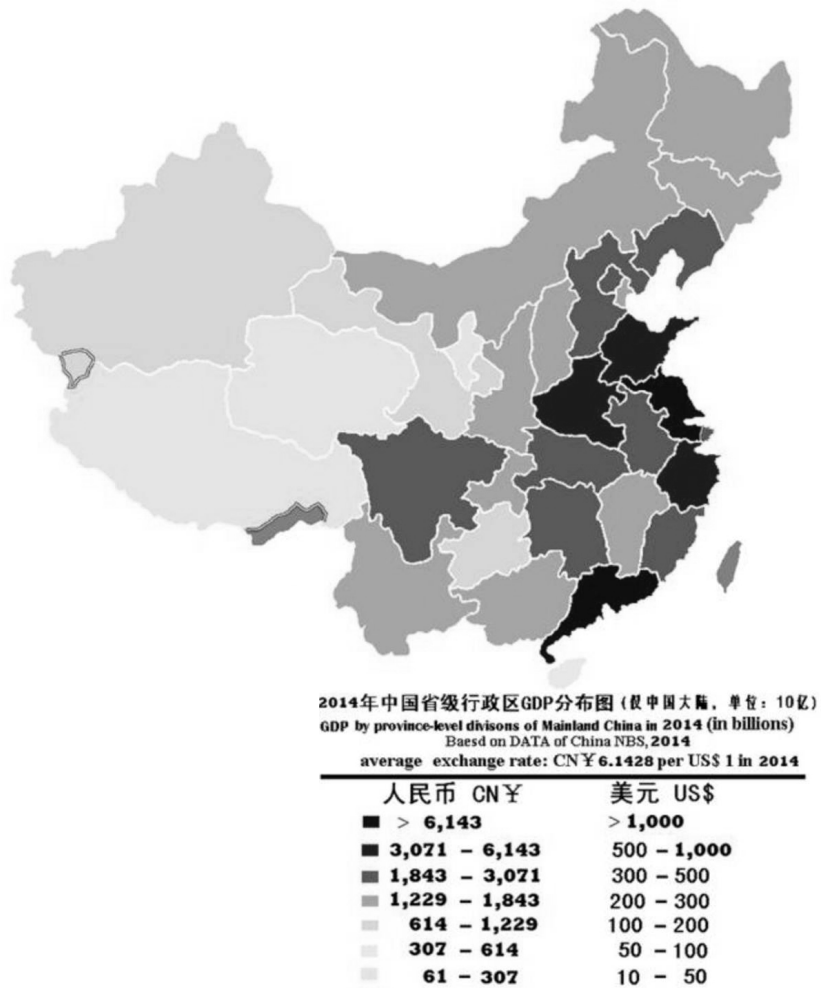 2014年中国省级行政区GDP分布图 (仅中国大陆，单位：10亿)
GDP by province-level divisons of Mainland China in 2014 (in billions)
Baesd on DATA of China NBS, 2014
average exchange rate: CN¥ 6.1428 per US$ 1 in 2014
人民币 CN¥ 美元 US$
> 6,143 > 1,000
3,071 – 6,143 500 – 1,000
1,843 – 3,071 300 – 500
1,229 – 1,843 200 – 300
614 – 1,229 100 – 200
307 – 614 50 – 100
61 – 307 10 – 50